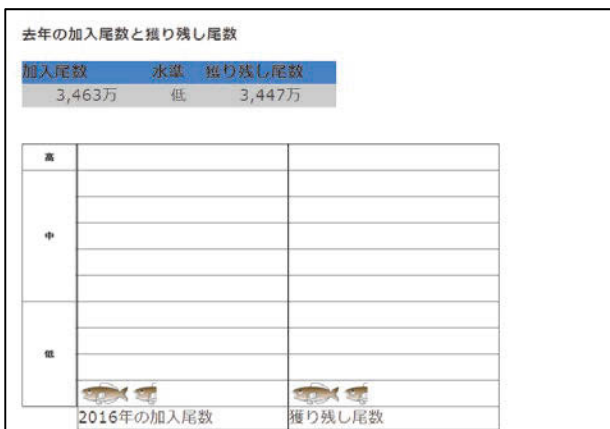 去年の加入尾数と獲り残し尾数
加入尾数 水準 獲り残し尾数
3,463万 低 3,447万
高
中
低
2016年の加入尾数 獲り残し尾数